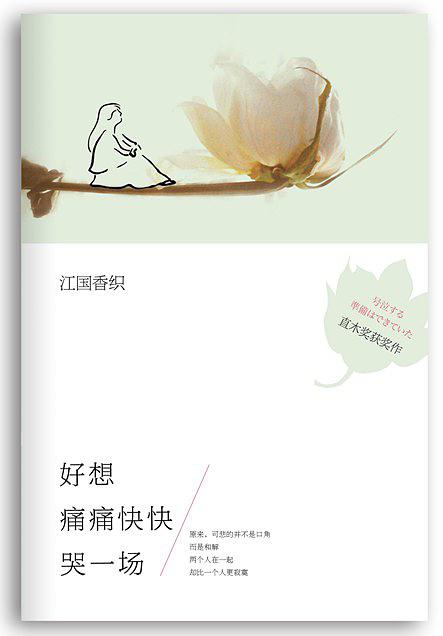 江国香织
号泣する
準備はできていた
直木奖获奖作
好想
痛痛快快
哭一场
原来，可悲的并不是口角
而是和解
两个人在一起
却比一个人更寂寞